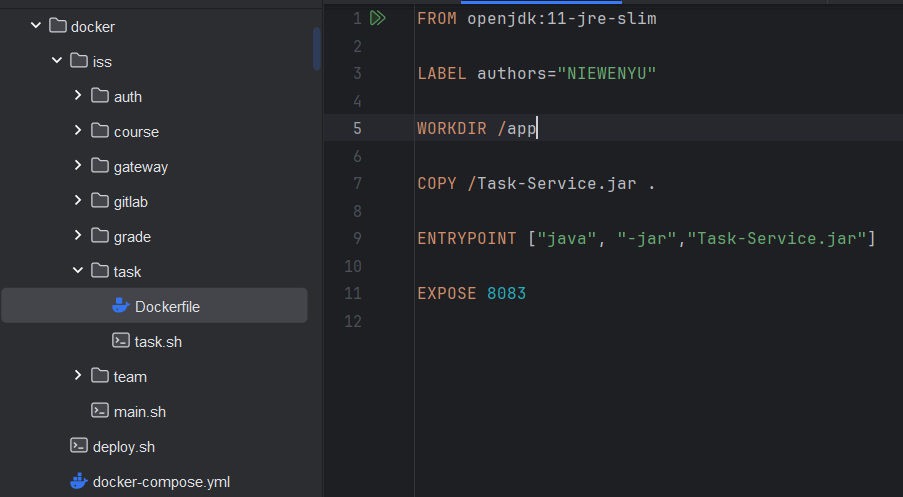 docker
iss
auth
course
gateway
gitlab
grade
task
Dockerfile
task.sh
team
main.sh
deploy.sh
docker-compose.yml
1 FROM openjdk:11-jre-slim
2
3 LABEL authors="NIEWENYU"
4
5 WORKDIR /app
6
7 COPY /Task-Service.jar .
8
9 ENTRYPOINT ["java", "-jar","Task-Service.jar"]
10
11 EXPOSE 8083
12